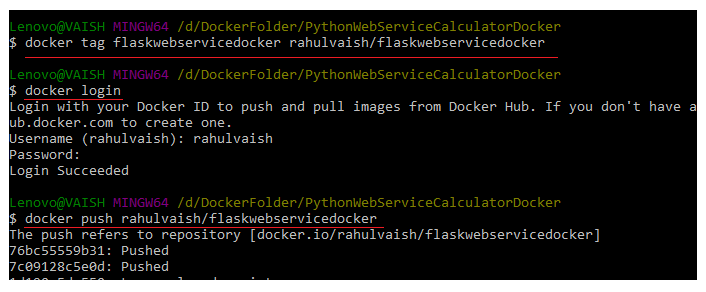 Lenovo@VAISH MINGW64 /d/DockerFolder/PythonWebServiceCalculatorDocker
$ docker tag flaskwebservicedocker rahulvaish/flaskwebservicedocker
Lenovo@VAISH MINGW64 /d/DockerFolder/PythonWebServiceCalculatorDocker
$ docker login
Login with your Docker ID to push and pull images from Docker Hub. If you don't have a
ub.docker.com to create one.
Username (rahulvaish): rahulvaish
Password:
Login Succeeded
Lenovo@VAISH MINGW64 /d/DockerFolder/PythonWebServiceCalculatorDocker
$ docker push rahulvaish/flaskwebservicedocker
The push refers to repository [docker.io/rahulvaish/flaskwebservicedocker]
76bc55559b31: Pushed
7c09128c5e0d: Pushed